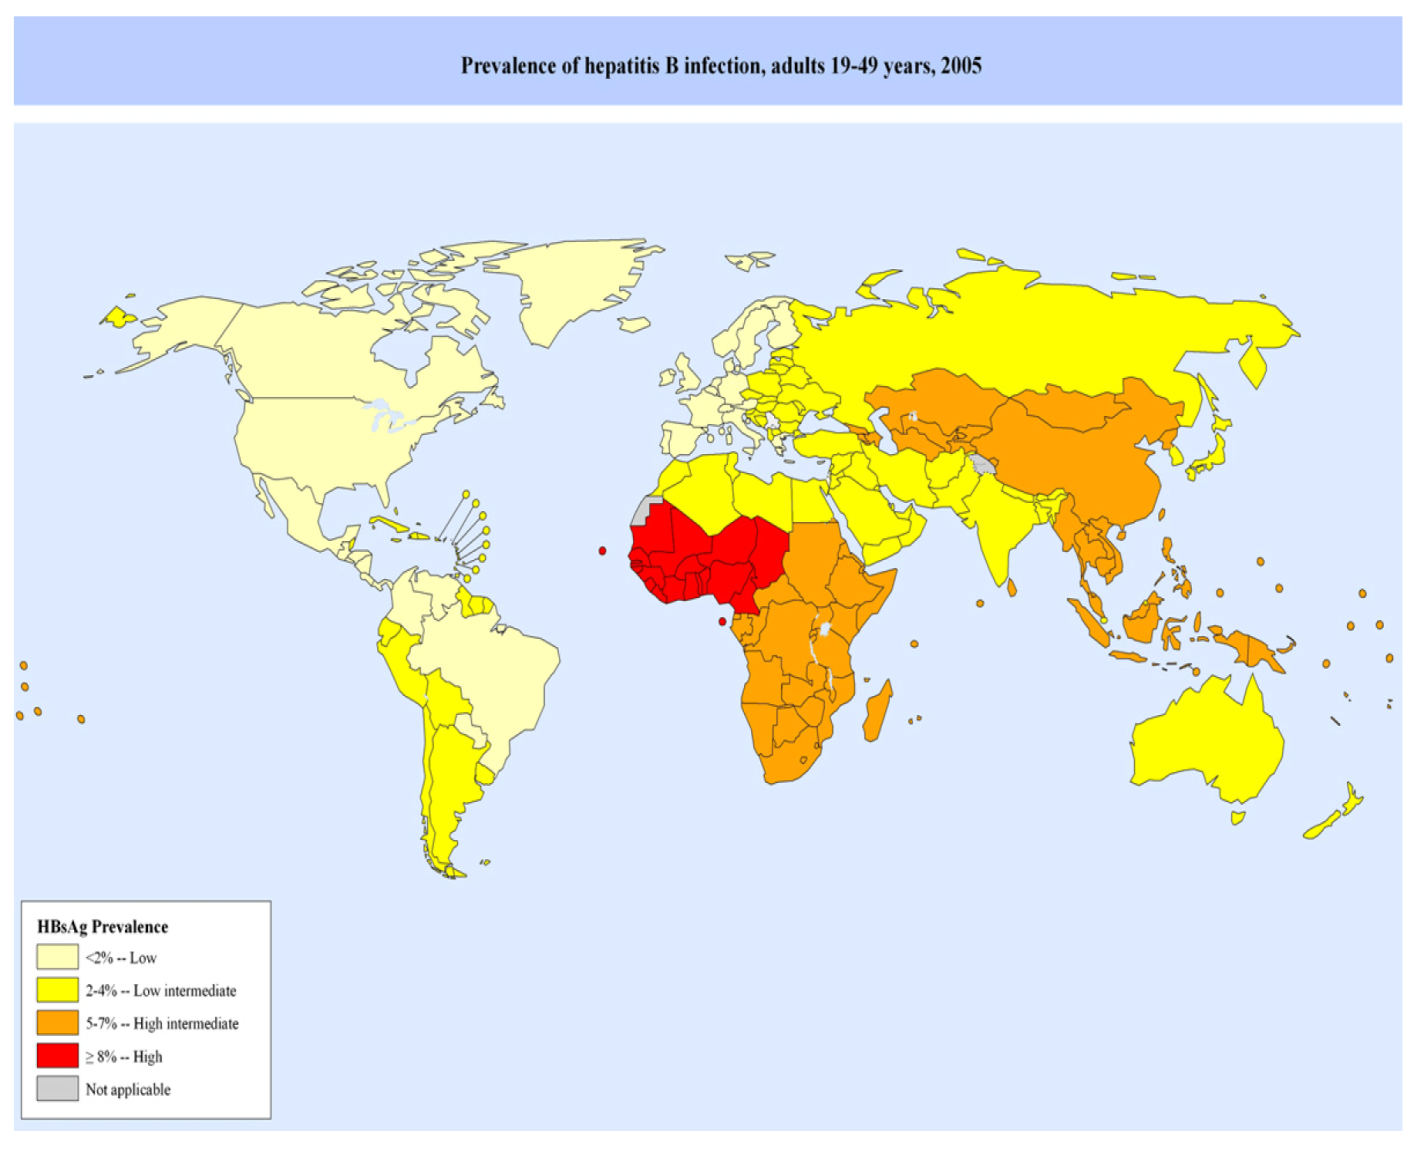 Prevalence of hepatitis B infection, adults 19-49 years, 2005
HBsAg Prevalence
<2% -- Low
2-4% -- Low intermediate
5-7% -- High intermediate
≥ 8% -- High
Not applicable